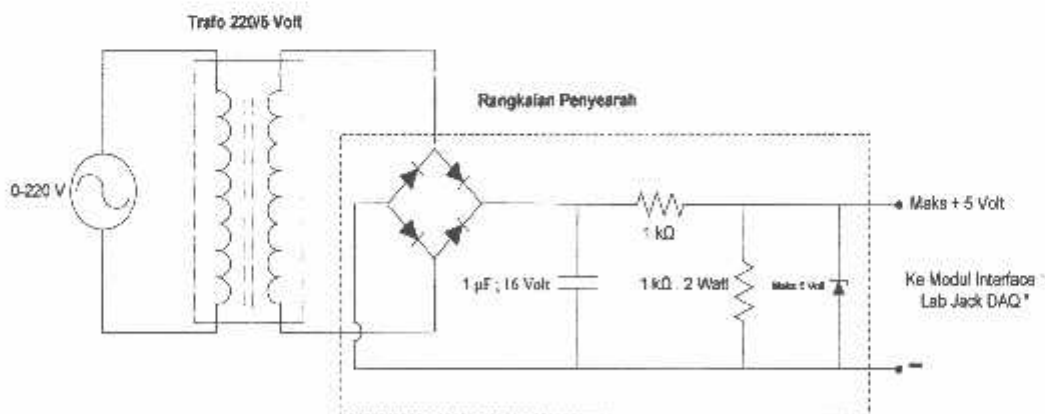 Trafo 220/6 Volt
Rangkaian Penyearah
0-220 V
Maks + 5 Volt
1 kΩ
1 μF ; 16 Volt
1 kΩ . 2 Watt
Maks 5 Volt
Ke Modul Interface
Lab Jack DAQ "